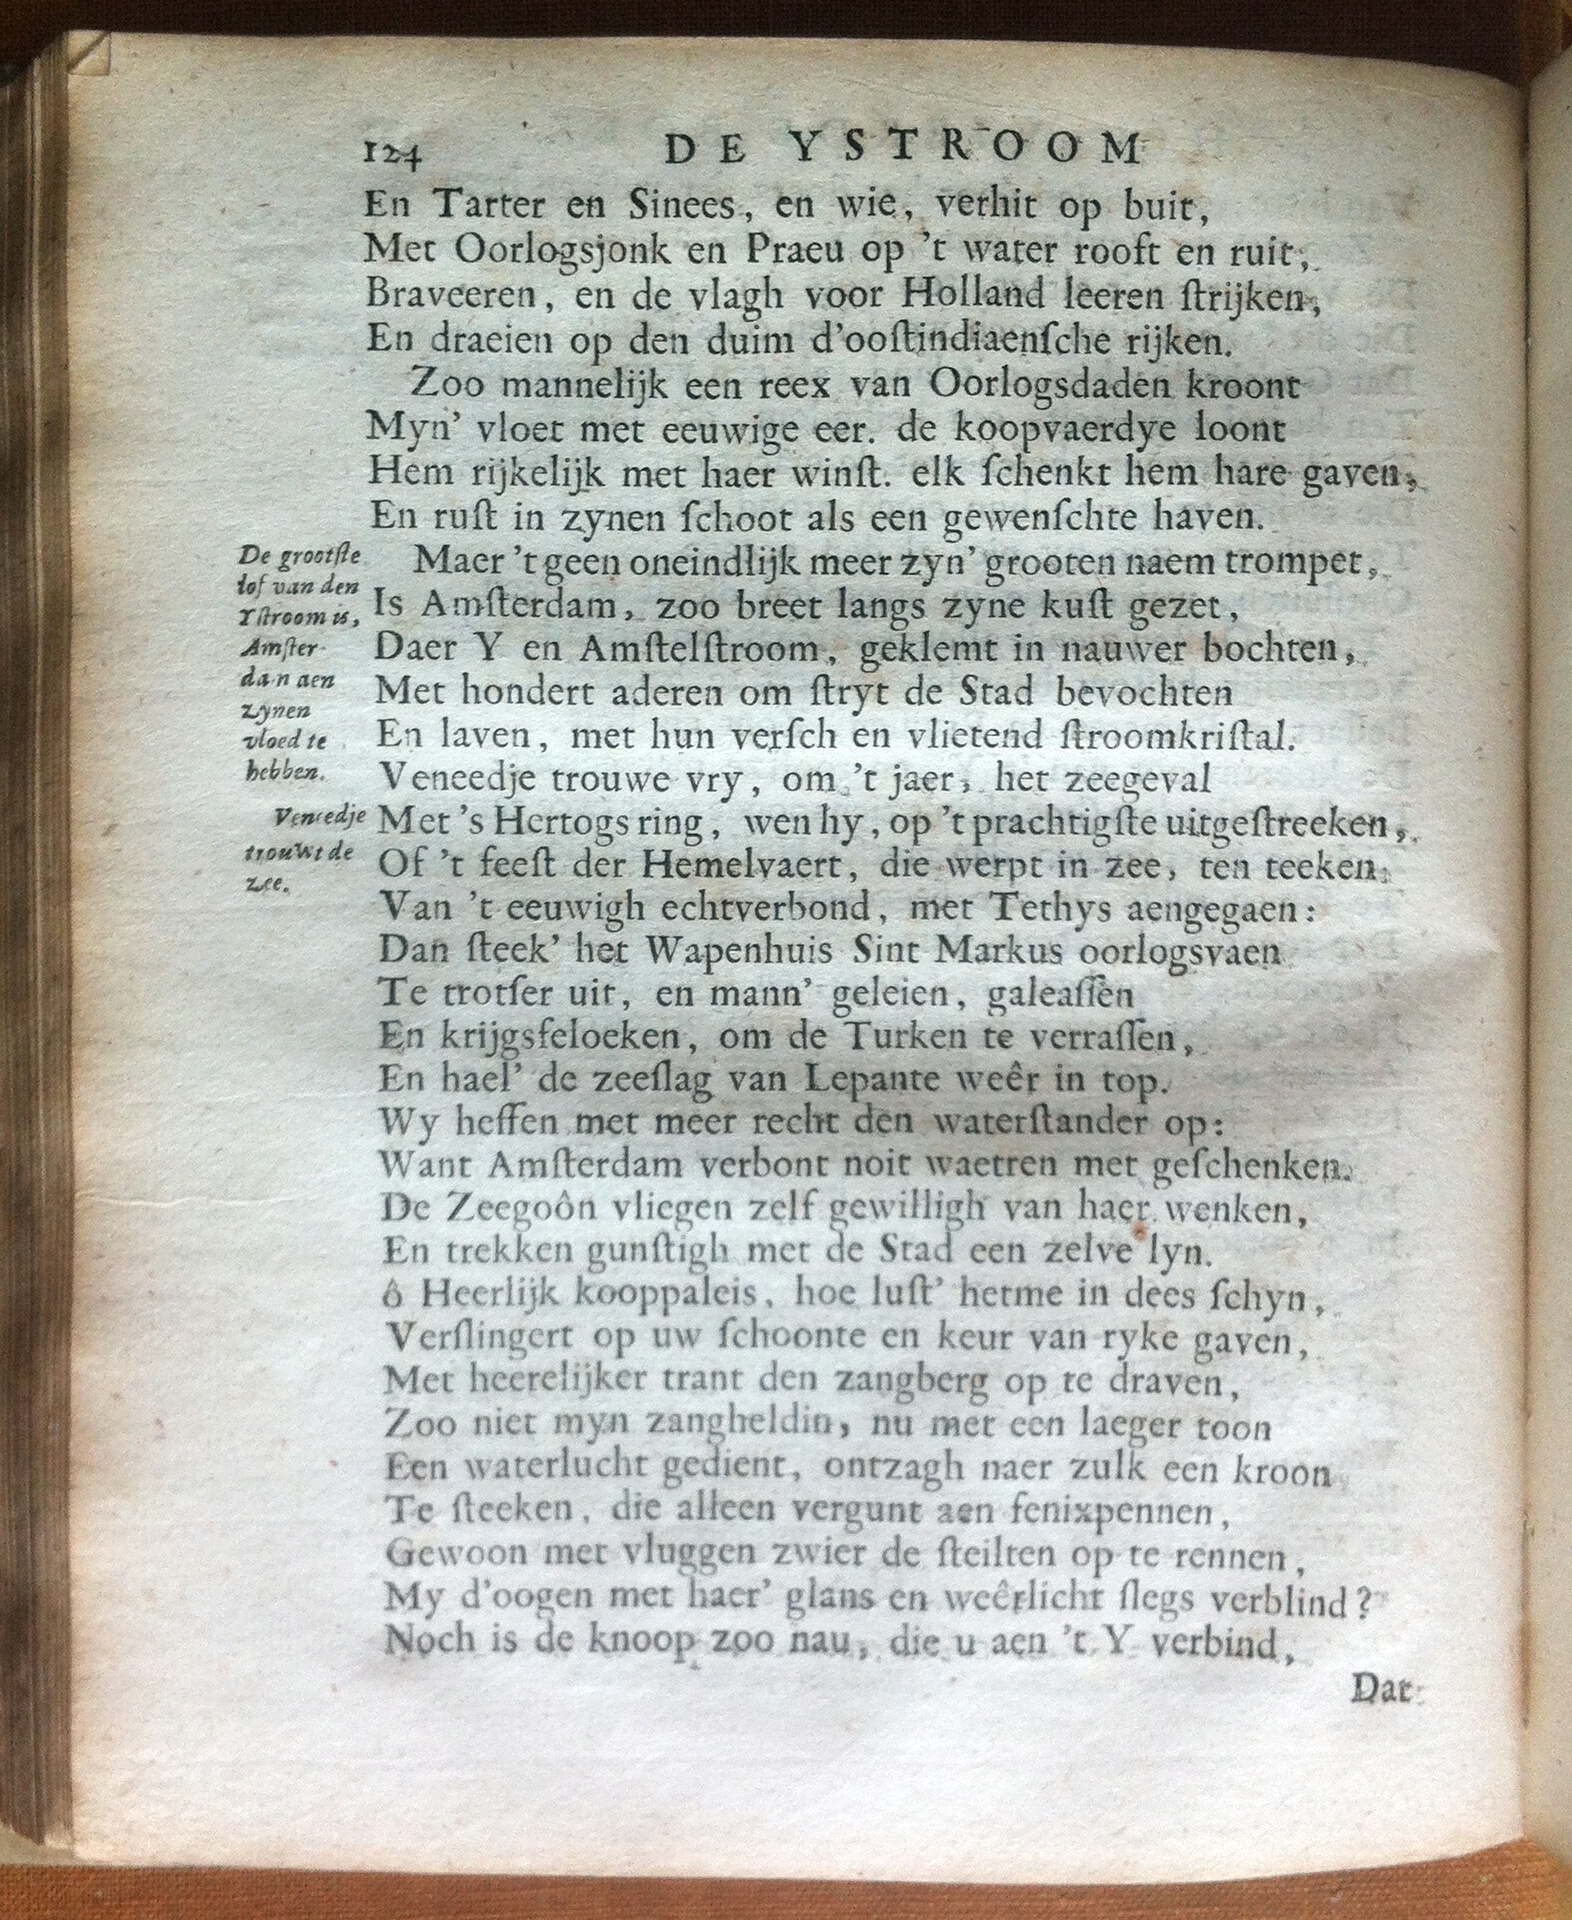 124 DE YSTROOM
En Tarter en Sinees, en wie, verhit op buit,
Met Oorlogsjonk en Praeu op 't water rooft en ruit,
Braveeren, en de vlagh voor Holland leeren ſtrijken,
En draeien op den duim d'ooſtindiaenſche rijken.
Zoo mannelijk een reex van Oorlogsdaden kroont
Myn' vloet met eeuwige eer. de koopvaerdye loont
Hem rijkelijk met haer winſt. elk ſchenkt hem hare gaven,
En ruſt in zynen ſchoot als een gewenſchte haven.
De grootſte
lof van den
Yſtroom is,
Amſter-
dan aen
zynen
vloed te
hebben.
Maer 't geen oneindlijk meer zyn' grooten naem trompet,
Is Amſterdam, zoo breet langs zyne kuſt gezet,
Daer Y en Amſtelſtroom, geklemt in nauwer bochten,
Met hondert aderen om ſtryt de Stad bevochten
En laven, met hun verſch en vlietend ſtroomkriſtal.
Veneedje trouwe vry, om 't jaer, het zeegeval
Veneedje
trouwt de
zee.
Met 's Hertogs ring, wen hy, op 't prachtigſte uitgeſtreeken,
Of 't feeſt der Hemelvaert, die werpt in zee, ten teeken
Van 't eeuwigh echtverbond, met Tethys aengegaen:
Dan ſteek' het Wapenhuis Sint Markus oorlogsvaen
Te trotſer uit, en mann' geleien, galeaſſen
En krijgsfeloeken, om de Turken te verraſſen,
En hael' de zeeſlag van Lepante weêr in top.
Wy heffen met meer recht den waterſtander op:
Want Amſterdam verbont noit waetren met geſchenken.
De Zeegoôn vliegen zelf gewilligh van haer wenken,
En trekken gunſtigh met de Stad een zelve lyn.
ô Heerlijk kooppaleis, hoe luſt' hetme in dees ſchyn,
Verſlingert op uw ſchoonte en keur van ryke gaven,
Met heerelijker trant den zangberg op te draven,
Zoo niet myn zangheldin, nu met een laeger toon
Een waterlucht gedient, ontzagh naer zulk een kroon
Te ſteeken, die alleen vergunt aen fenixpennen,
Gewoon met vluggen zwier de ſteilten op te rennen,
My d'oogen met haer' glans en weêrlicht ſlegs verblind?
Noch is de knoop zoo nau, die u aen 't Y verbind,
Dat